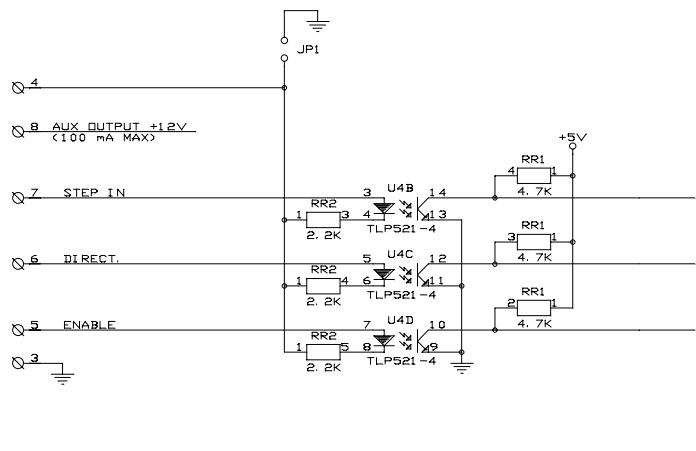 JP1
4
8 AUX OUTPUT +12V
(100 mA MAX)
+5V
RR1
4 1
4.7K
7 STEP IN
3 U4B 14
RR2
1 3 4 13
2.2K
TLP521-4
RR1
3 1
4.7K
6 DIRECT.
5 U4C 12
RR2
1 4 6 11
2.2K
TLP521-4
RR1
2 1
4.7K
5 ENABLE
7 U4D 10
RR2
1 5 8 9
2.2K
TLP521-4
3